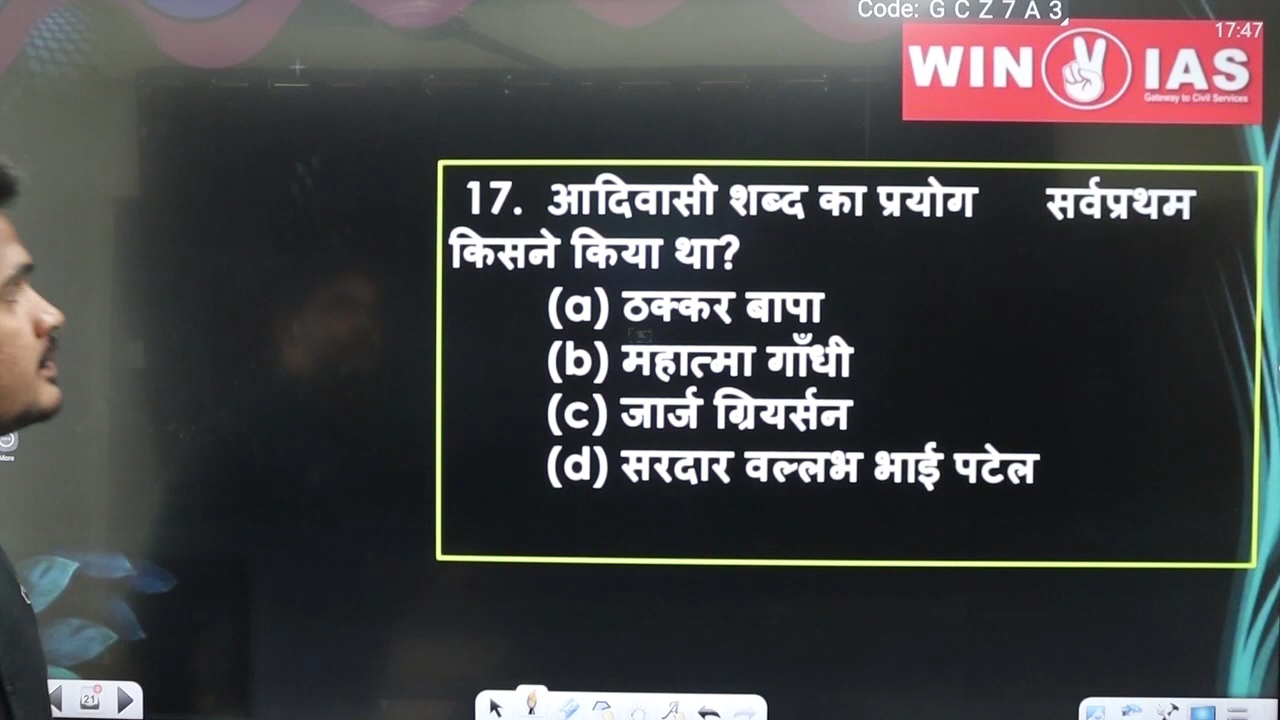 Code: G C Z 7 A 3
17:47
WIN IAS
Gateway to Civil Services
17. आदिवासी शब्द का प्रयोग सर्वप्रथम
किसने किया था?
(a) ठक्कर बापा
(b) महात्मा गाँधी
(c) जार्ज ग्रियर्सन
(d) सरदार वल्लभ भाई पटेल
More
21